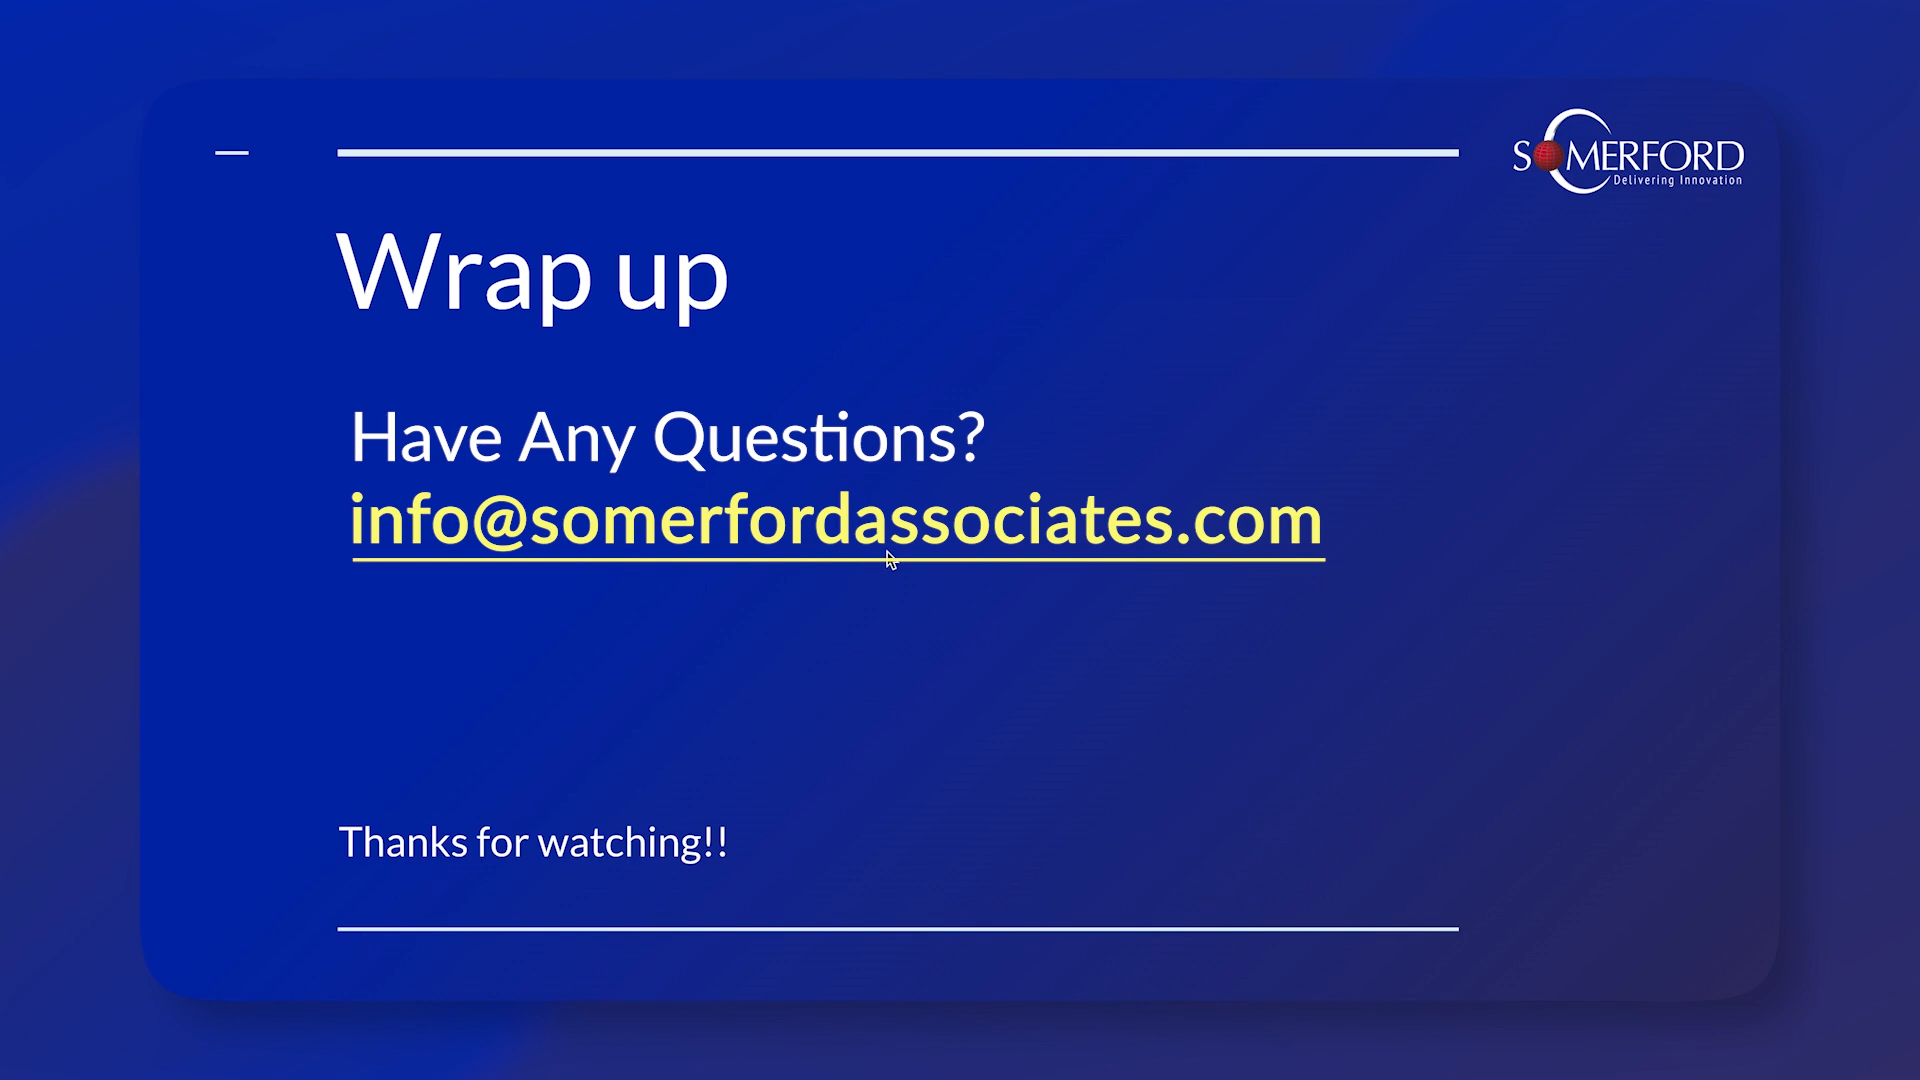 SOMERFORD
Delivering Innovation
Wrap up
Have Any Questions?
info@somerfordassociates.com
Thanks for watching!!